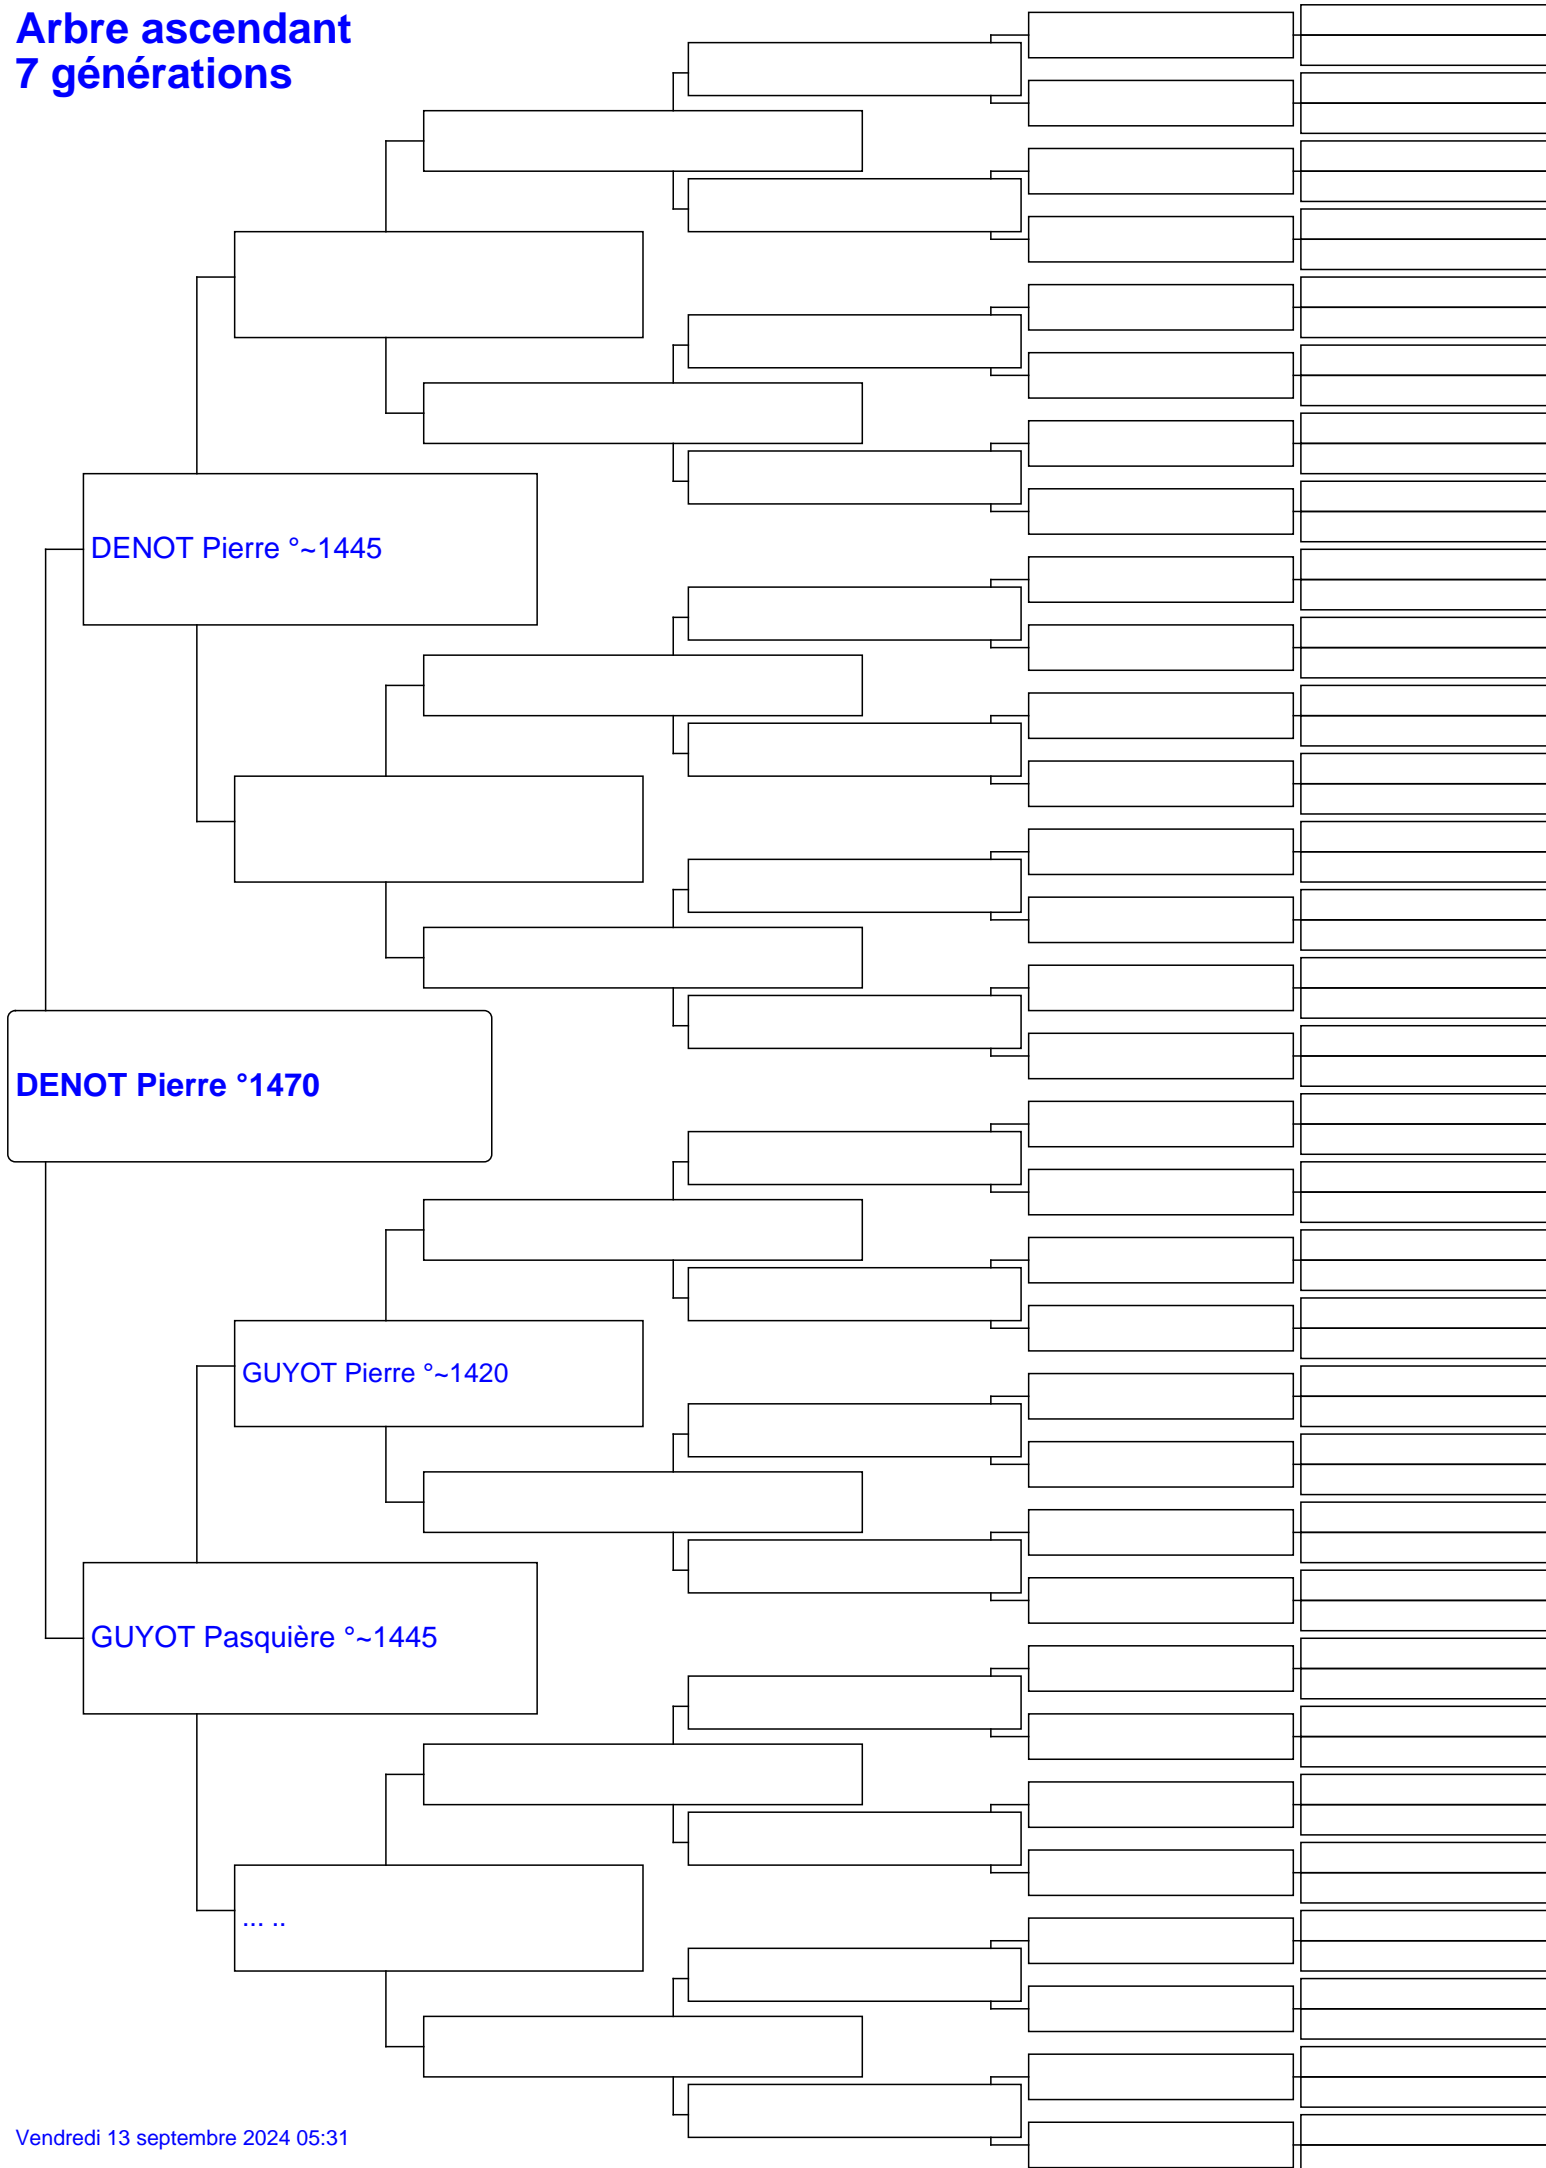 Arbre ascendant
7 générations
DENOT Pierre °~1445
DENOT Pierre °1470
GUYOT Pierre °~1420
GUYOT Pasquière °~1445
... ..
Vendredi 13 septembre 2024 05:31